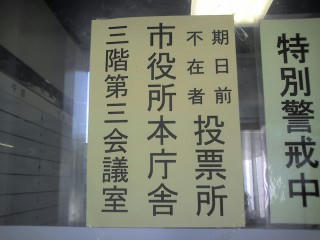 期日前
不在者
投票所
市役所本庁舎
三階第三会議室
特別警戒中